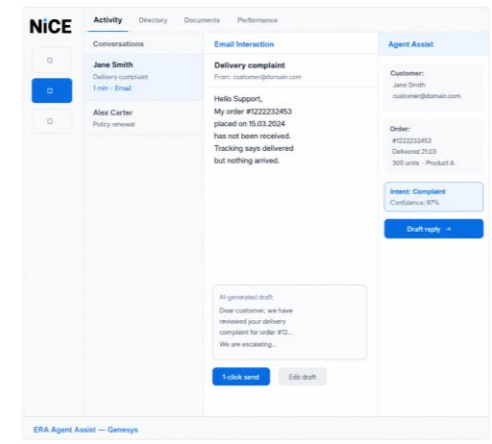 NiCE
Activity Directory Documents Performance
Conversations
Jane Smith
Delivery complaint
1 min · Email
Alex Carter
Policy renewal
Email Interaction
Delivery complaint
From: customer@domain.com
Hello Support,
My order #1222232453
placed on 15.03.2024
has not been received.
Tracking says delivered
but nothing arrived.
AI-generated draft:
Dear customer, we have
reviewed your delivery
complaint for order #12...
We are escalating...
1-click send
Edit draft
Agent Assist
Customer:
Jane Smith
customer@domain.com
Order:
#1222232453
Delivered 21.03
300 units · Product A
Intent: Complaint
Confidence: 97%
Draft reply →
ERA Agent Assist — Genesys